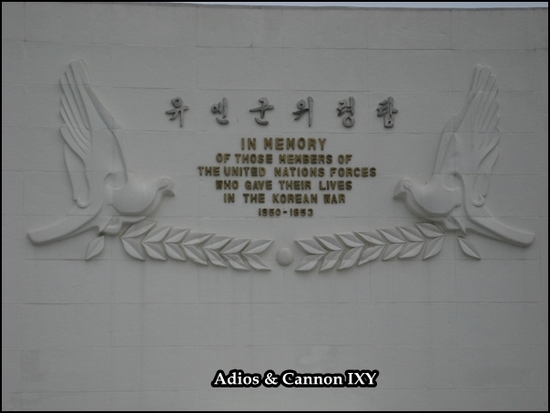 유엔군위령탑
IN MEMORY
OF THOSE MEMBERS OF
THE UNITED NATIONS FORCES
WHO GAVE THEIR LIVES
IN THE KOREAN WAR
1950-1953
Adios & Cannon IXY